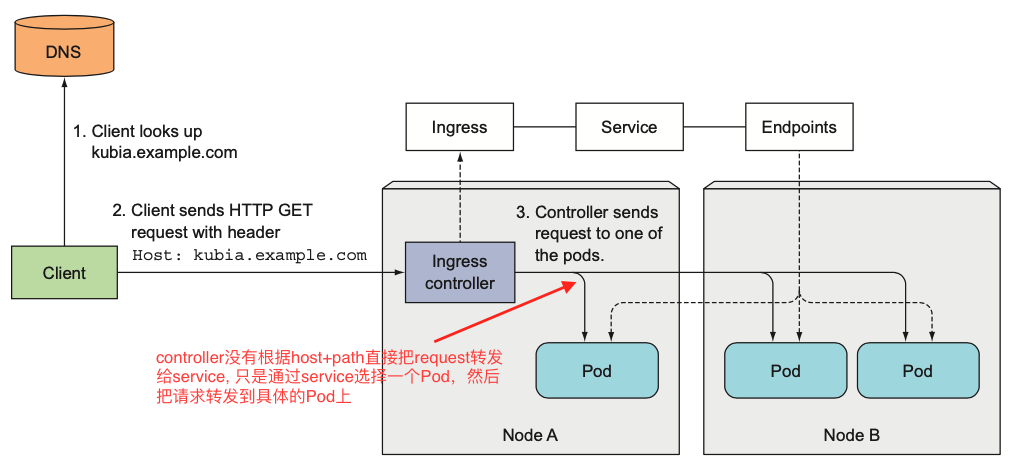 DNS
1. Client looks up
kubia.example.com
Ingress
Service
Endpoints
2. Client sends HTTP GET
request with header
Host: kubia.example.com
3. Controller sends
request to one of
the pods.
Client
Ingress
controller
controller没有根据host+path直接把request转发
给service, 只是通过service选择一个Pod，然后
把请求转发到具体的Pod上
Pod
Pod
Pod
Node A
Node B